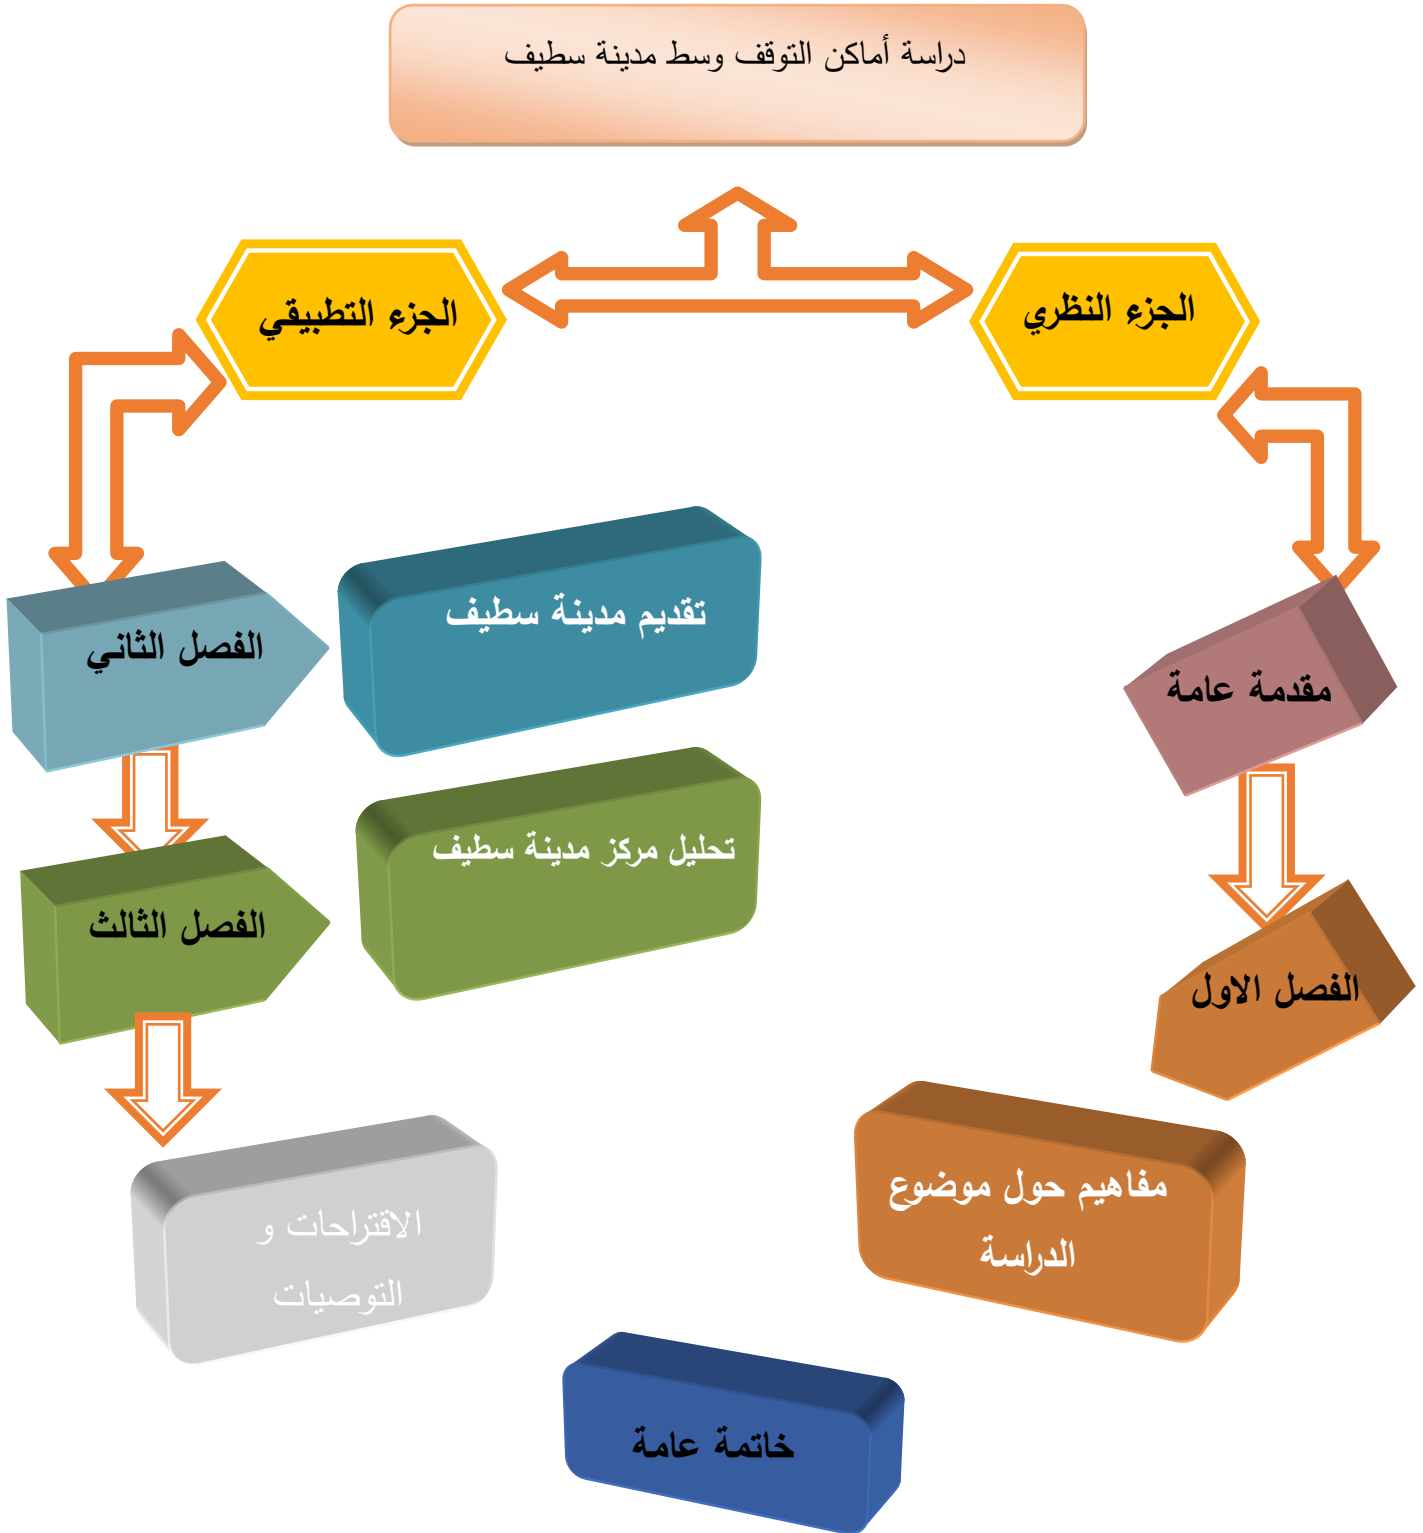 دراسة أماكن التوقف وسط مدينة سطيف
الجزء النظري
الجزء التطبيقي
مقدمة عامة
الفصل الاول
مفاهيم حول موضوع
الدراسة
الفصل الثاني
تقديم مدينة سطيف
الفصل الثالث
تحليل مركز مدينة سطيف
الاقتراحات و
التوصيات
خاتمة عامة